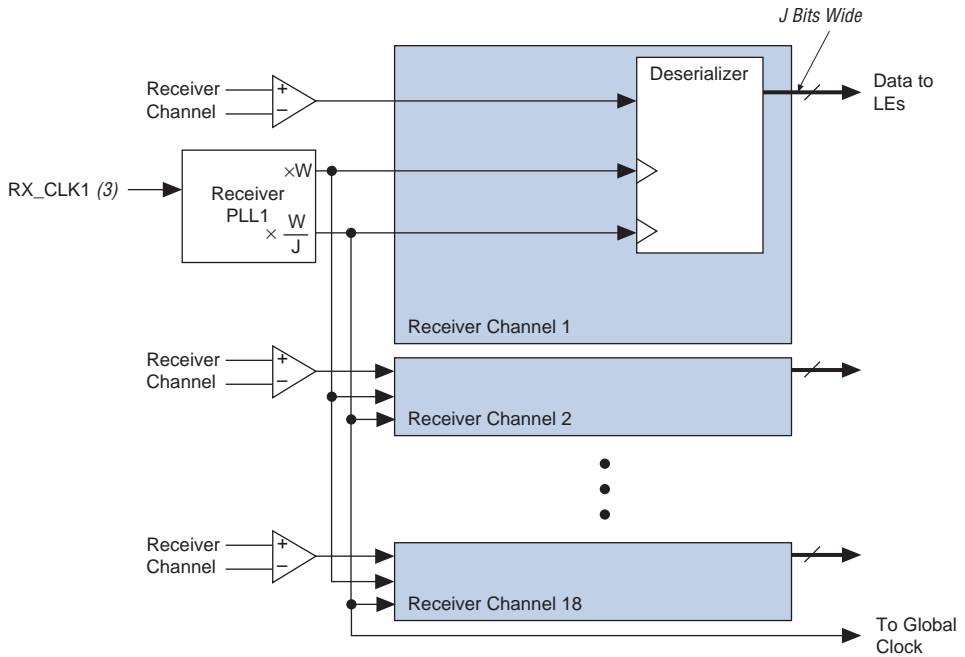 J Bits Wide
Deserializer
Data to
LEs
Receiver
Channel
+
−
RX_CLK1 (3)
×W
Receiver
PLL1
× W
J
Receiver Channel 1
Receiver
Channel
+
−
Receiver Channel 2
Receiver
Channel
+
−
Receiver Channel 18
To Global
Clock